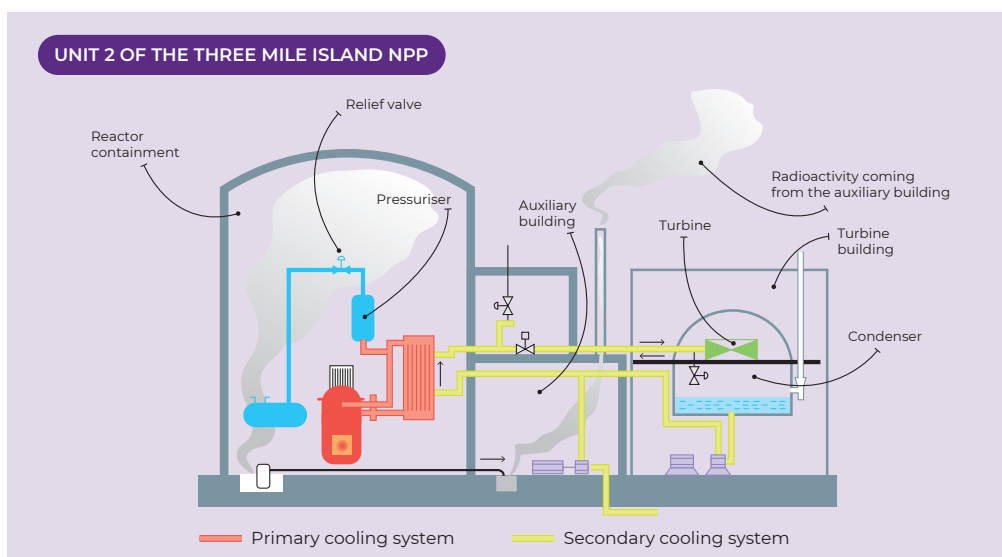 UNIT 2 OF THE THREE MILE ISLAND NPP
Relief valve
Reactor
containment
Pressuriser
Auxiliary
building
Turbine
Radioactivity coming
from the auxiliary building
Turbine
building
Condenser
Primary cooling system
Secondary cooling system